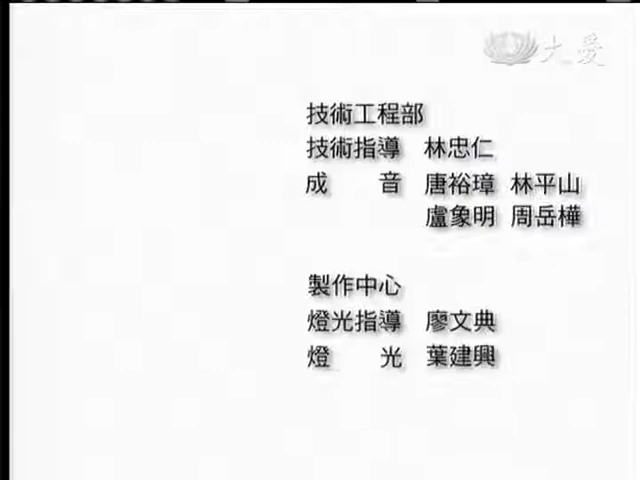 大愛
技術工程部
技術指導 林忠仁
成 音 唐裕璋 林平山
盧象明 周岳樺
製作中心
燈光指導 廖文典
燈 光 葉建興